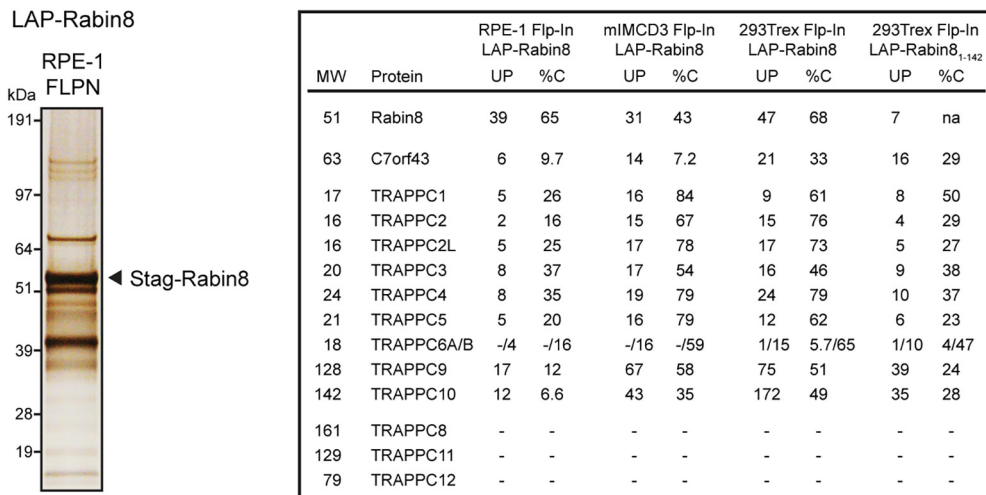 LAP-Rabin8
RPE-1
FLPN
kDa
191
97
64
51
39
28
19
Stag-Rabin8
RPE-1 Flp-In mIMCD3 Flp-In 293Trex Flp-In 293Trex Flp-In
LAP-Rabin8 LAP-Rabin8 LAP-Rabin8 LAP-Rabin8₁₋₁₄₂
MW Protein UP %C UP %C UP %C UP %C
51 Rabin8 39 65 31 43 47 68 7 na
63 C7orf43 6 9.7 14 7.2 21 33 16 29
17 TRAPPC1 5 26 16 84 9 61 8 50
16 TRAPPC2 2 16 15 67 15 76 4 29
16 TRAPPC2L 5 25 17 78 17 73 5 27
20 TRAPPC3 8 37 17 54 16 46 9 38
24 TRAPPC4 8 35 19 79 24 79 10 37
21 TRAPPC5 5 20 16 79 12 62 6 23
18 TRAPPC6A/B -/4 -/16 -/16 -/59 1/15 5.7/65 1/10 4/47
128 TRAPPC9 17 12 67 58 75 51 39 24
142 TRAPPC10 12 6.6 43 35 172 49 35 28
161 TRAPPC8 - - - - - - - -
129 TRAPPC11 - - - - - - - -
79 TRAPPC12 - - - - - - - -